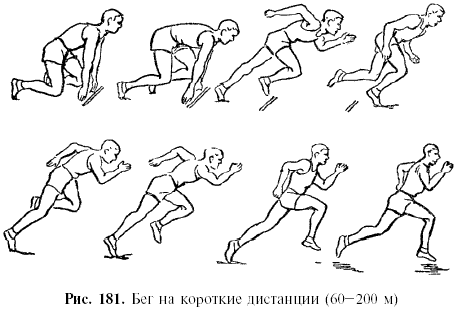 Рис. 181. Бег на короткие дистанции (60—200 м)